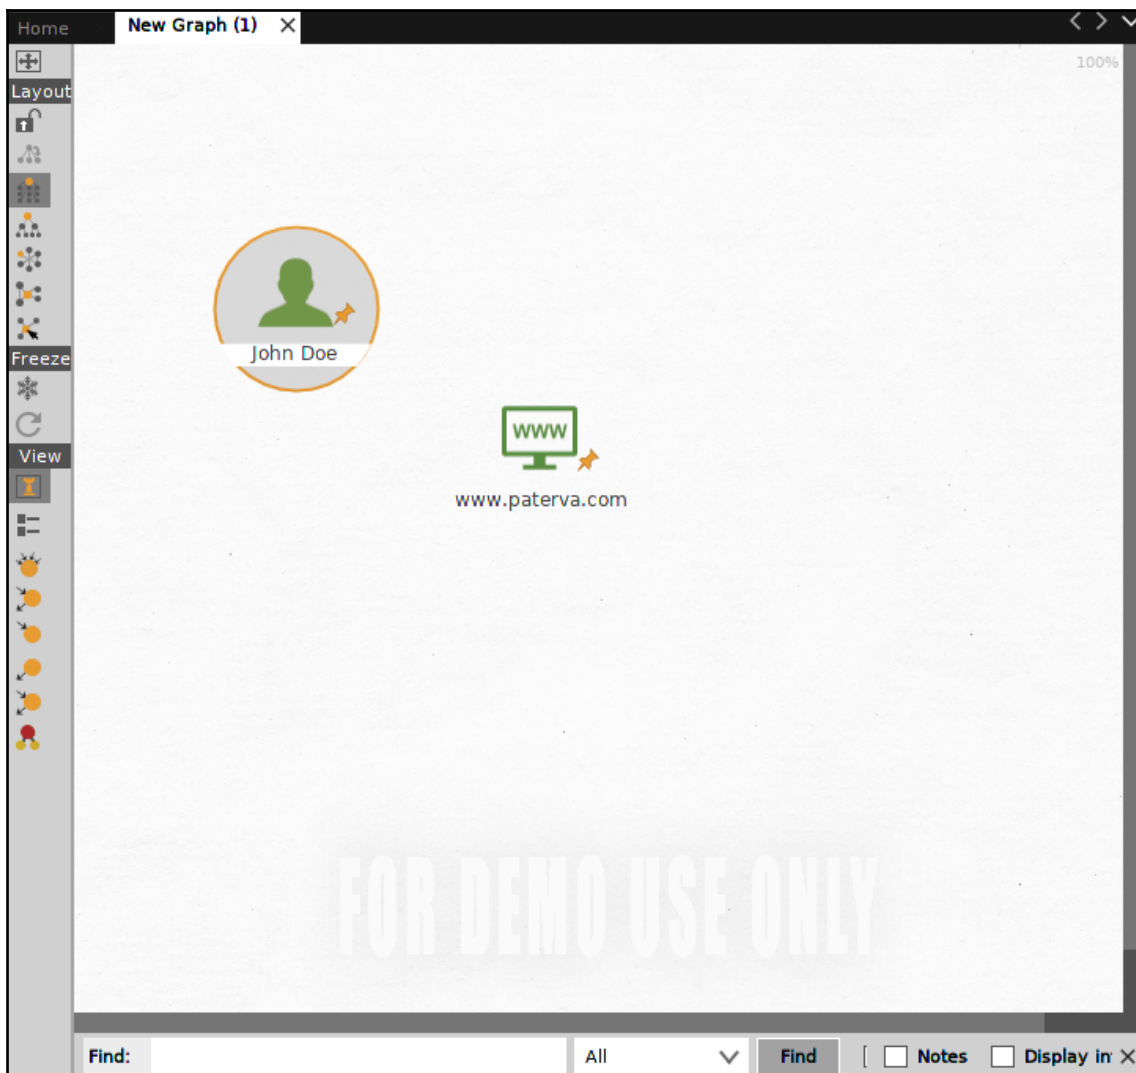 Home
New Graph (1)
100%
Layout
John Doe
Freeze
www
www.paterva.com
View
FOR DEMO USE ONLY
Find:
All
Find
[
Notes
Display in